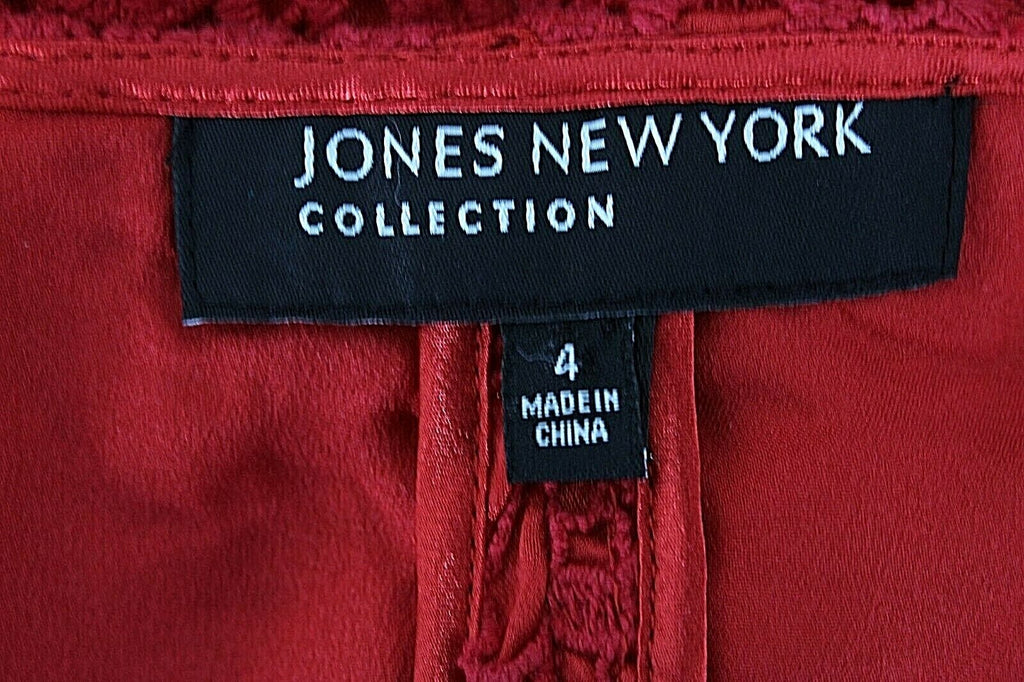 JONES NEW YORK
COLLECTION
4
MADE IN
CHINA